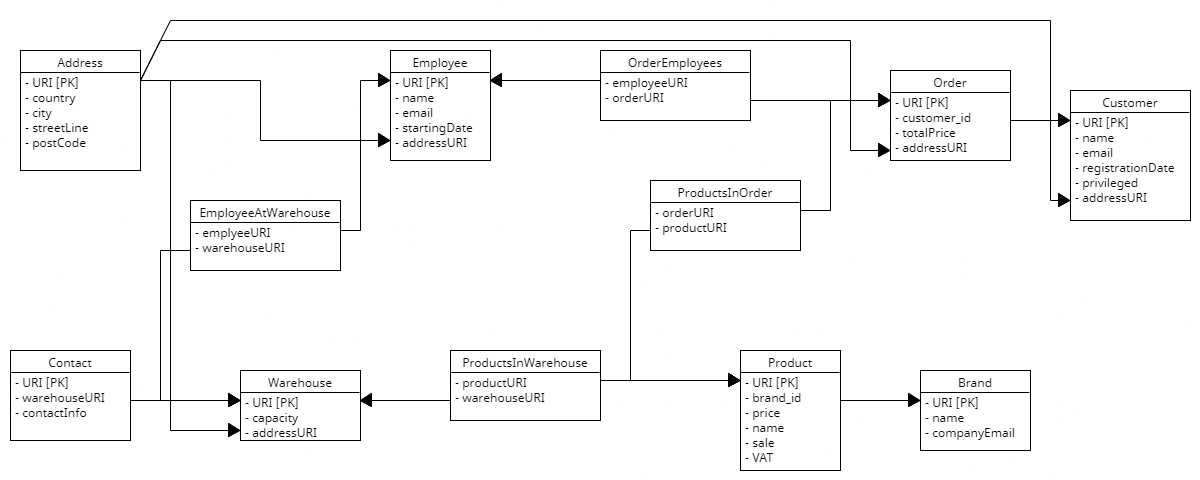 Address
- URI [PK]
- country
- city
- streetLine
- postCode
Employee
- URI [PK]
- name
- email
- startingDate
- addressURI
OrderEmployees
- employeeURI
- orderURI
Order
- URI [PK]
- customer_id
- totalPrice
- addressURI
Customer
- URI [PK]
- name
- email
- registrationDate
- privileged
- addressURI
EmployeeAtWarehouse
- emplyeeURI
- warehouseURI
ProductsInOrder
- orderURI
- productURI
Contact
- URI [PK]
- warehouseURI
- contactInfo
Warehouse
- URI [PK]
- capacity
- addressURI
ProductsInWarehouse
- productURI
- warehouseURI
Product
- URI [PK]
- brand_id
- price
- name
- sale
- VAT
Brand
- URI [PK]
- name
- companyEmail